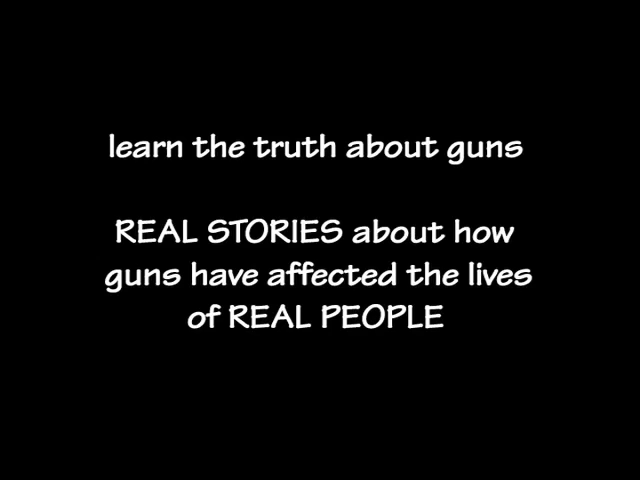 learn the truth about guns
REAL STORIES about how
guns have affected the lives
of REAL PEOPLE